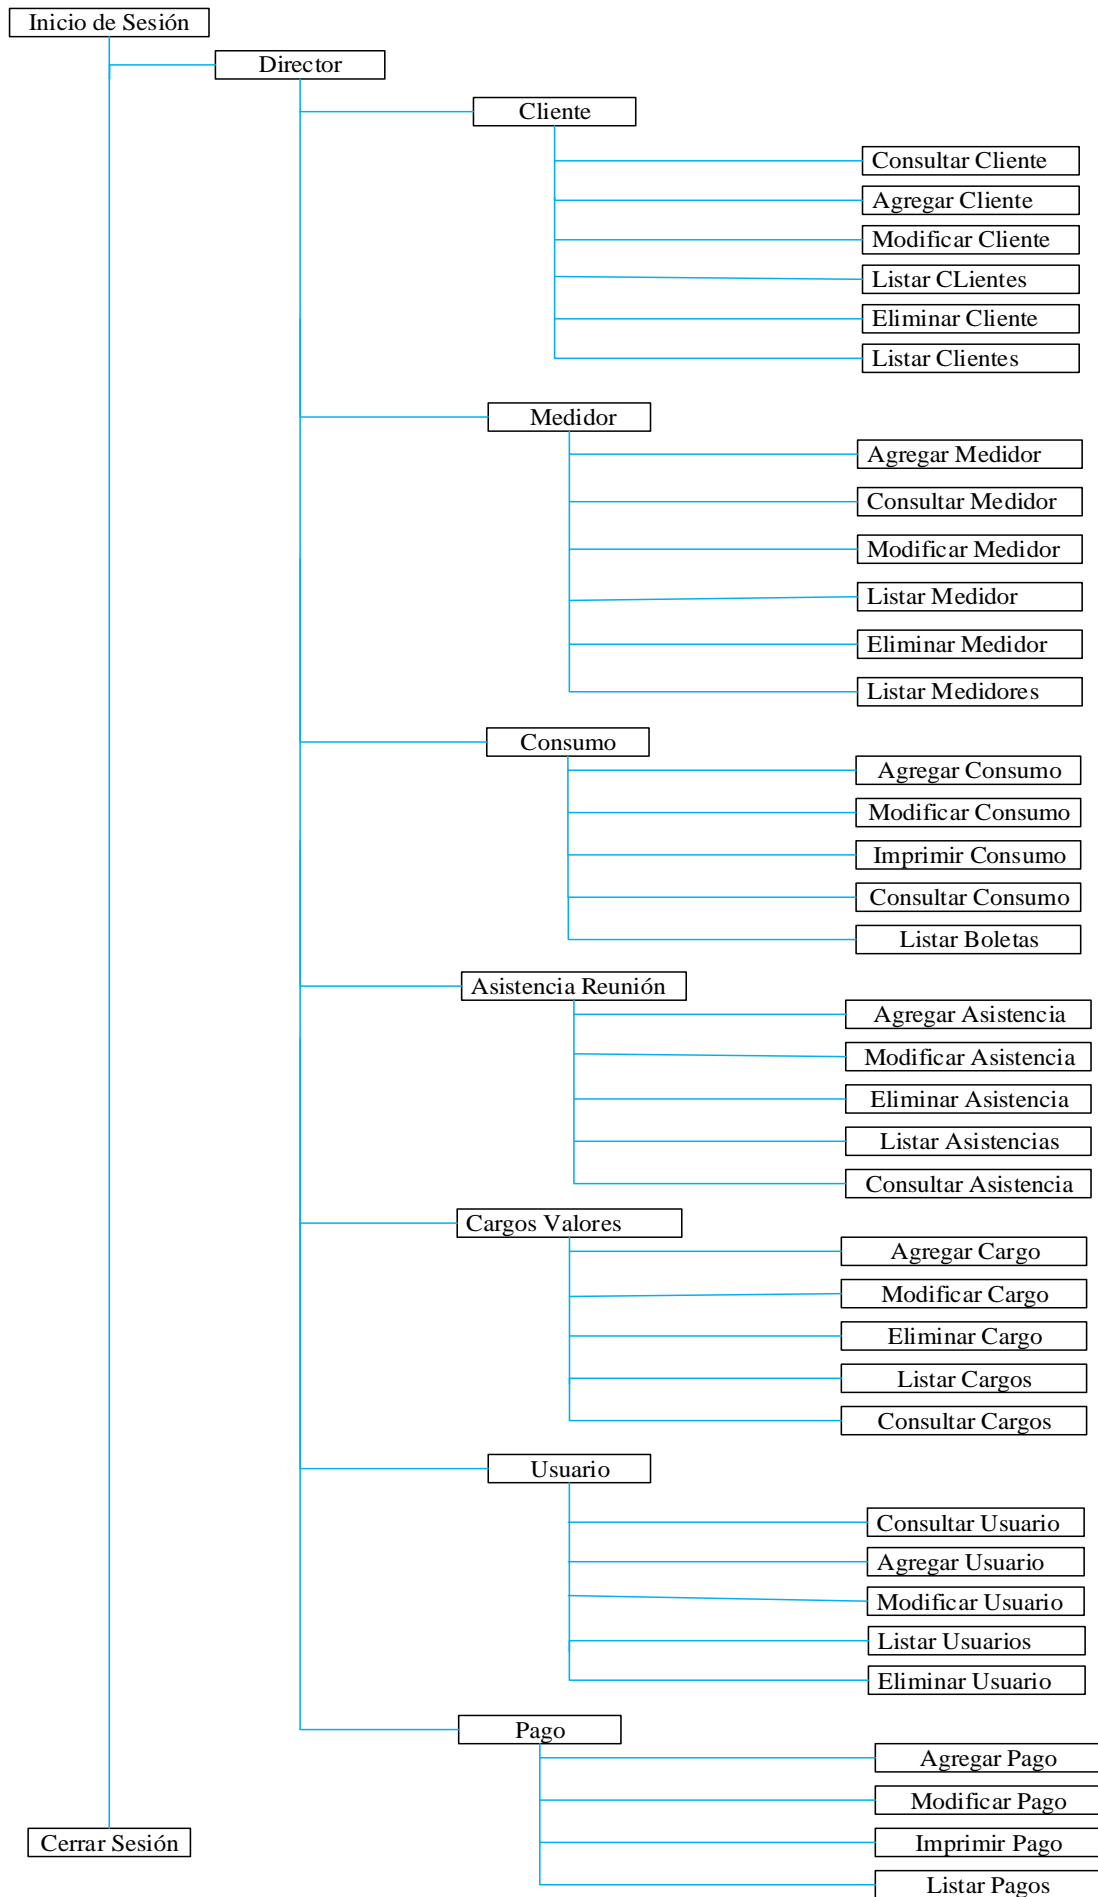 Inicio de Sesión
Director
Cliente
Consultar Cliente
Agregar Cliente
Modificar Cliente
Listar CLientes
Eliminar Cliente
Listar Clientes
Medidor
Agregar Medidor
Consultar Medidor
Modificar Medidor
Listar Medidor
Eliminar Medidor
Listar Medidores
Consumo
Agregar Consumo
Modificar Consumo
Imprimir Consumo
Consultar Consumo
Listar Boletas
Asistencia Reunión
Agregar Asistencia
Modificar Asistencia
Eliminar Asistencia
Listar Asistencias
Consultar Asistencia
Cargos Valores
Agregar Cargo
Modificar Cargo
Eliminar Cargo
Listar Cargos
Consultar Cargos
Usuario
Consultar Usuario
Agregar Usuario
Modificar Usuario
Listar Usuarios
Eliminar Usuario
Pago
Agregar Pago
Modificar Pago
Cerrar Sesión
Imprimir Pago
Listar Pagos